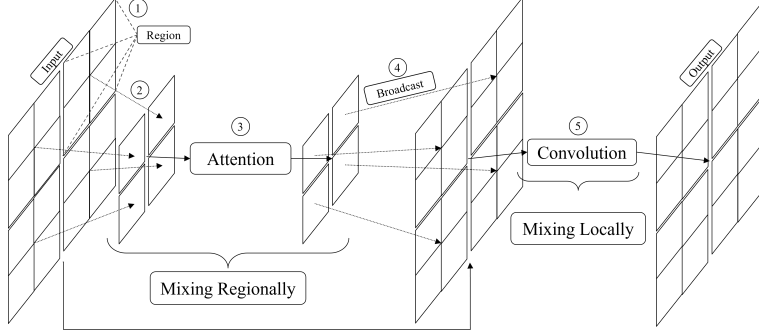 1
Region
Input
2
3
Attention
Mixing Regionally
4
Broadcast
5
Convolution
Mixing Locally
Output